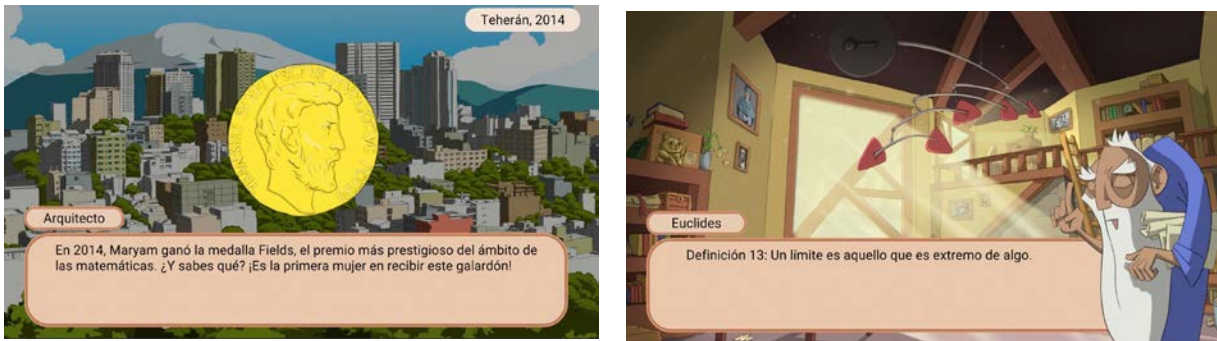 Teherán, 2014
Arquitecto
En 2014, Maryam ganó la medalla Fields, el premio más prestigioso del ámbito de
las matemáticas. ¿Y sabes qué? ¡Es la primera mujer en recibir este galardón!
Euclides
Definición 13: Un límite es aquello que es extremo de algo.